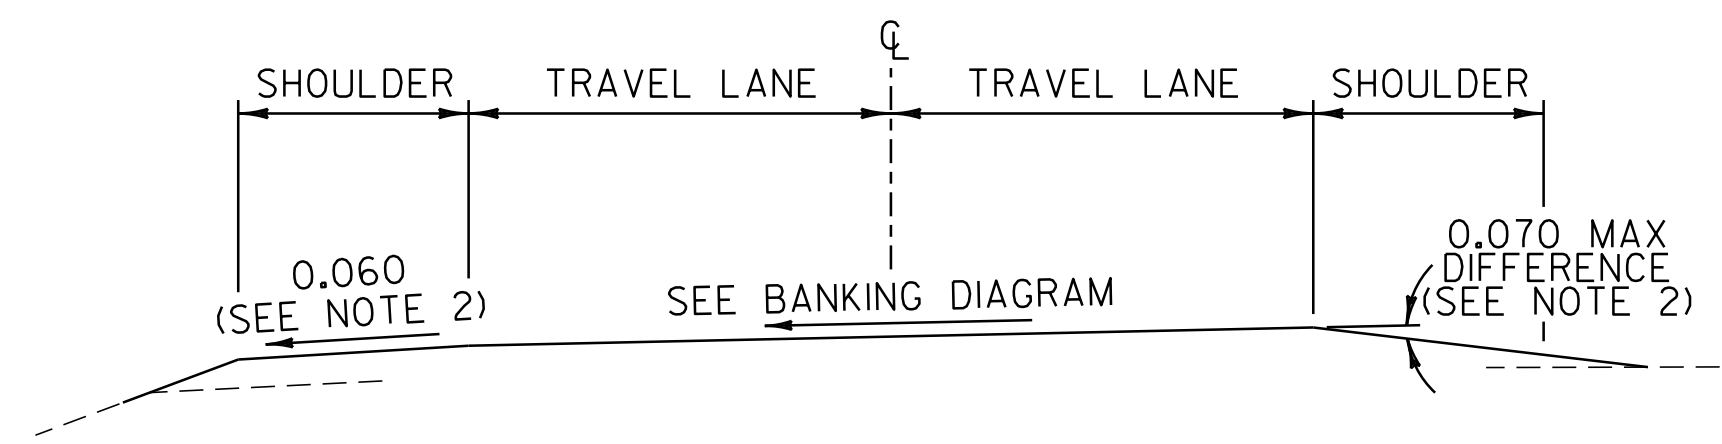 ℄
SHOULDER TRAVEL LANE TRAVEL LANE SHOULDER
0.060
(SEE NOTE 2)
SEE BANKING DIAGRAM
0.070 MAX
DIFFERENCE
(SEE NOTE 2)